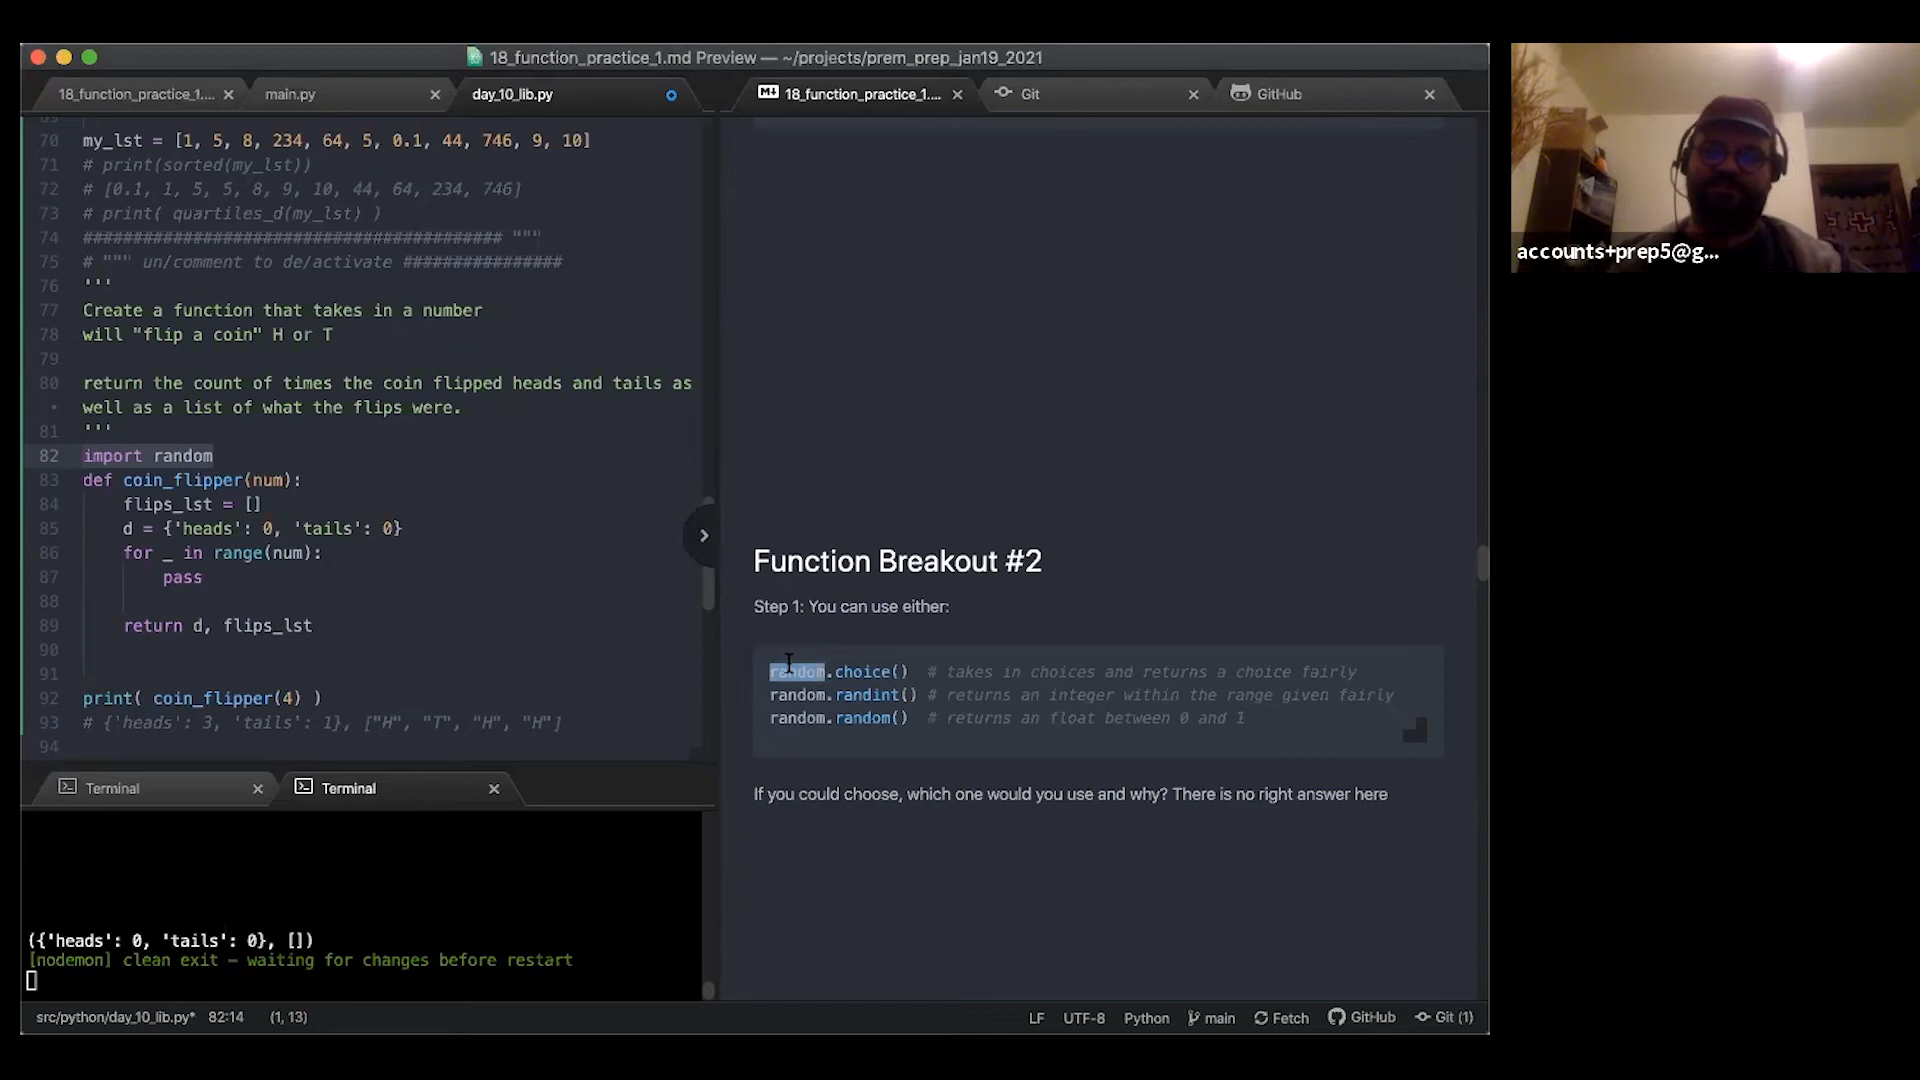 18_function_practice_1.md Preview — ~/projects/prem_prep_jan19_2021
18_function_practice_1.... main.py day_10_lib.py 18_function_practice_1.... Git GitHub
69
70 my_lst = [1, 5, 8, 234, 64, 5, 0.1, 44, 746, 9, 10]
71 # print(sorted(my_lst))
72 # [0.1, 1, 5, 5, 8, 9, 10, 44, 64, 234, 746]
73 # print( quartiles_d(my_lst) )
74 ########################################## """
75 # """ un/comment to de/activate ################
76 '''
77 Create a function that takes in a number
78 will "flip a coin" H or T
79
80 return the count of times the coin flipped heads and tails as
• well as a list of what the flips were.
81 '''
82 import random
83 def coin_flipper(num):
84 flips_lst = []
85 d = {'heads': 0, 'tails': 0}
86 for _ in range(num):
87 pass
88
89 return d, flips_lst
90
91
92 print( coin_flipper(4) )
93 # {'heads': 3, 'tails': 1}, ["H", "T", "H", "H"]
94
Function Breakout #2
Step 1: You can use either:
random.choice() # takes in choices and returns a choice fairly
random.randint() # returns an integer within the range given fairly
random.random() # returns an float between 0 and 1
If you could choose, which one would you use and why? There is no right answer here
Terminal Terminal
({'heads': 0, 'tails': 0}, [])
[nodemon] clean exit - waiting for changes before restart
src/python/day_10_lib.py* 82:14 (1, 13) LF UTF-8 Python main Fetch GitHub Git (1)
accounts+prep5@g...